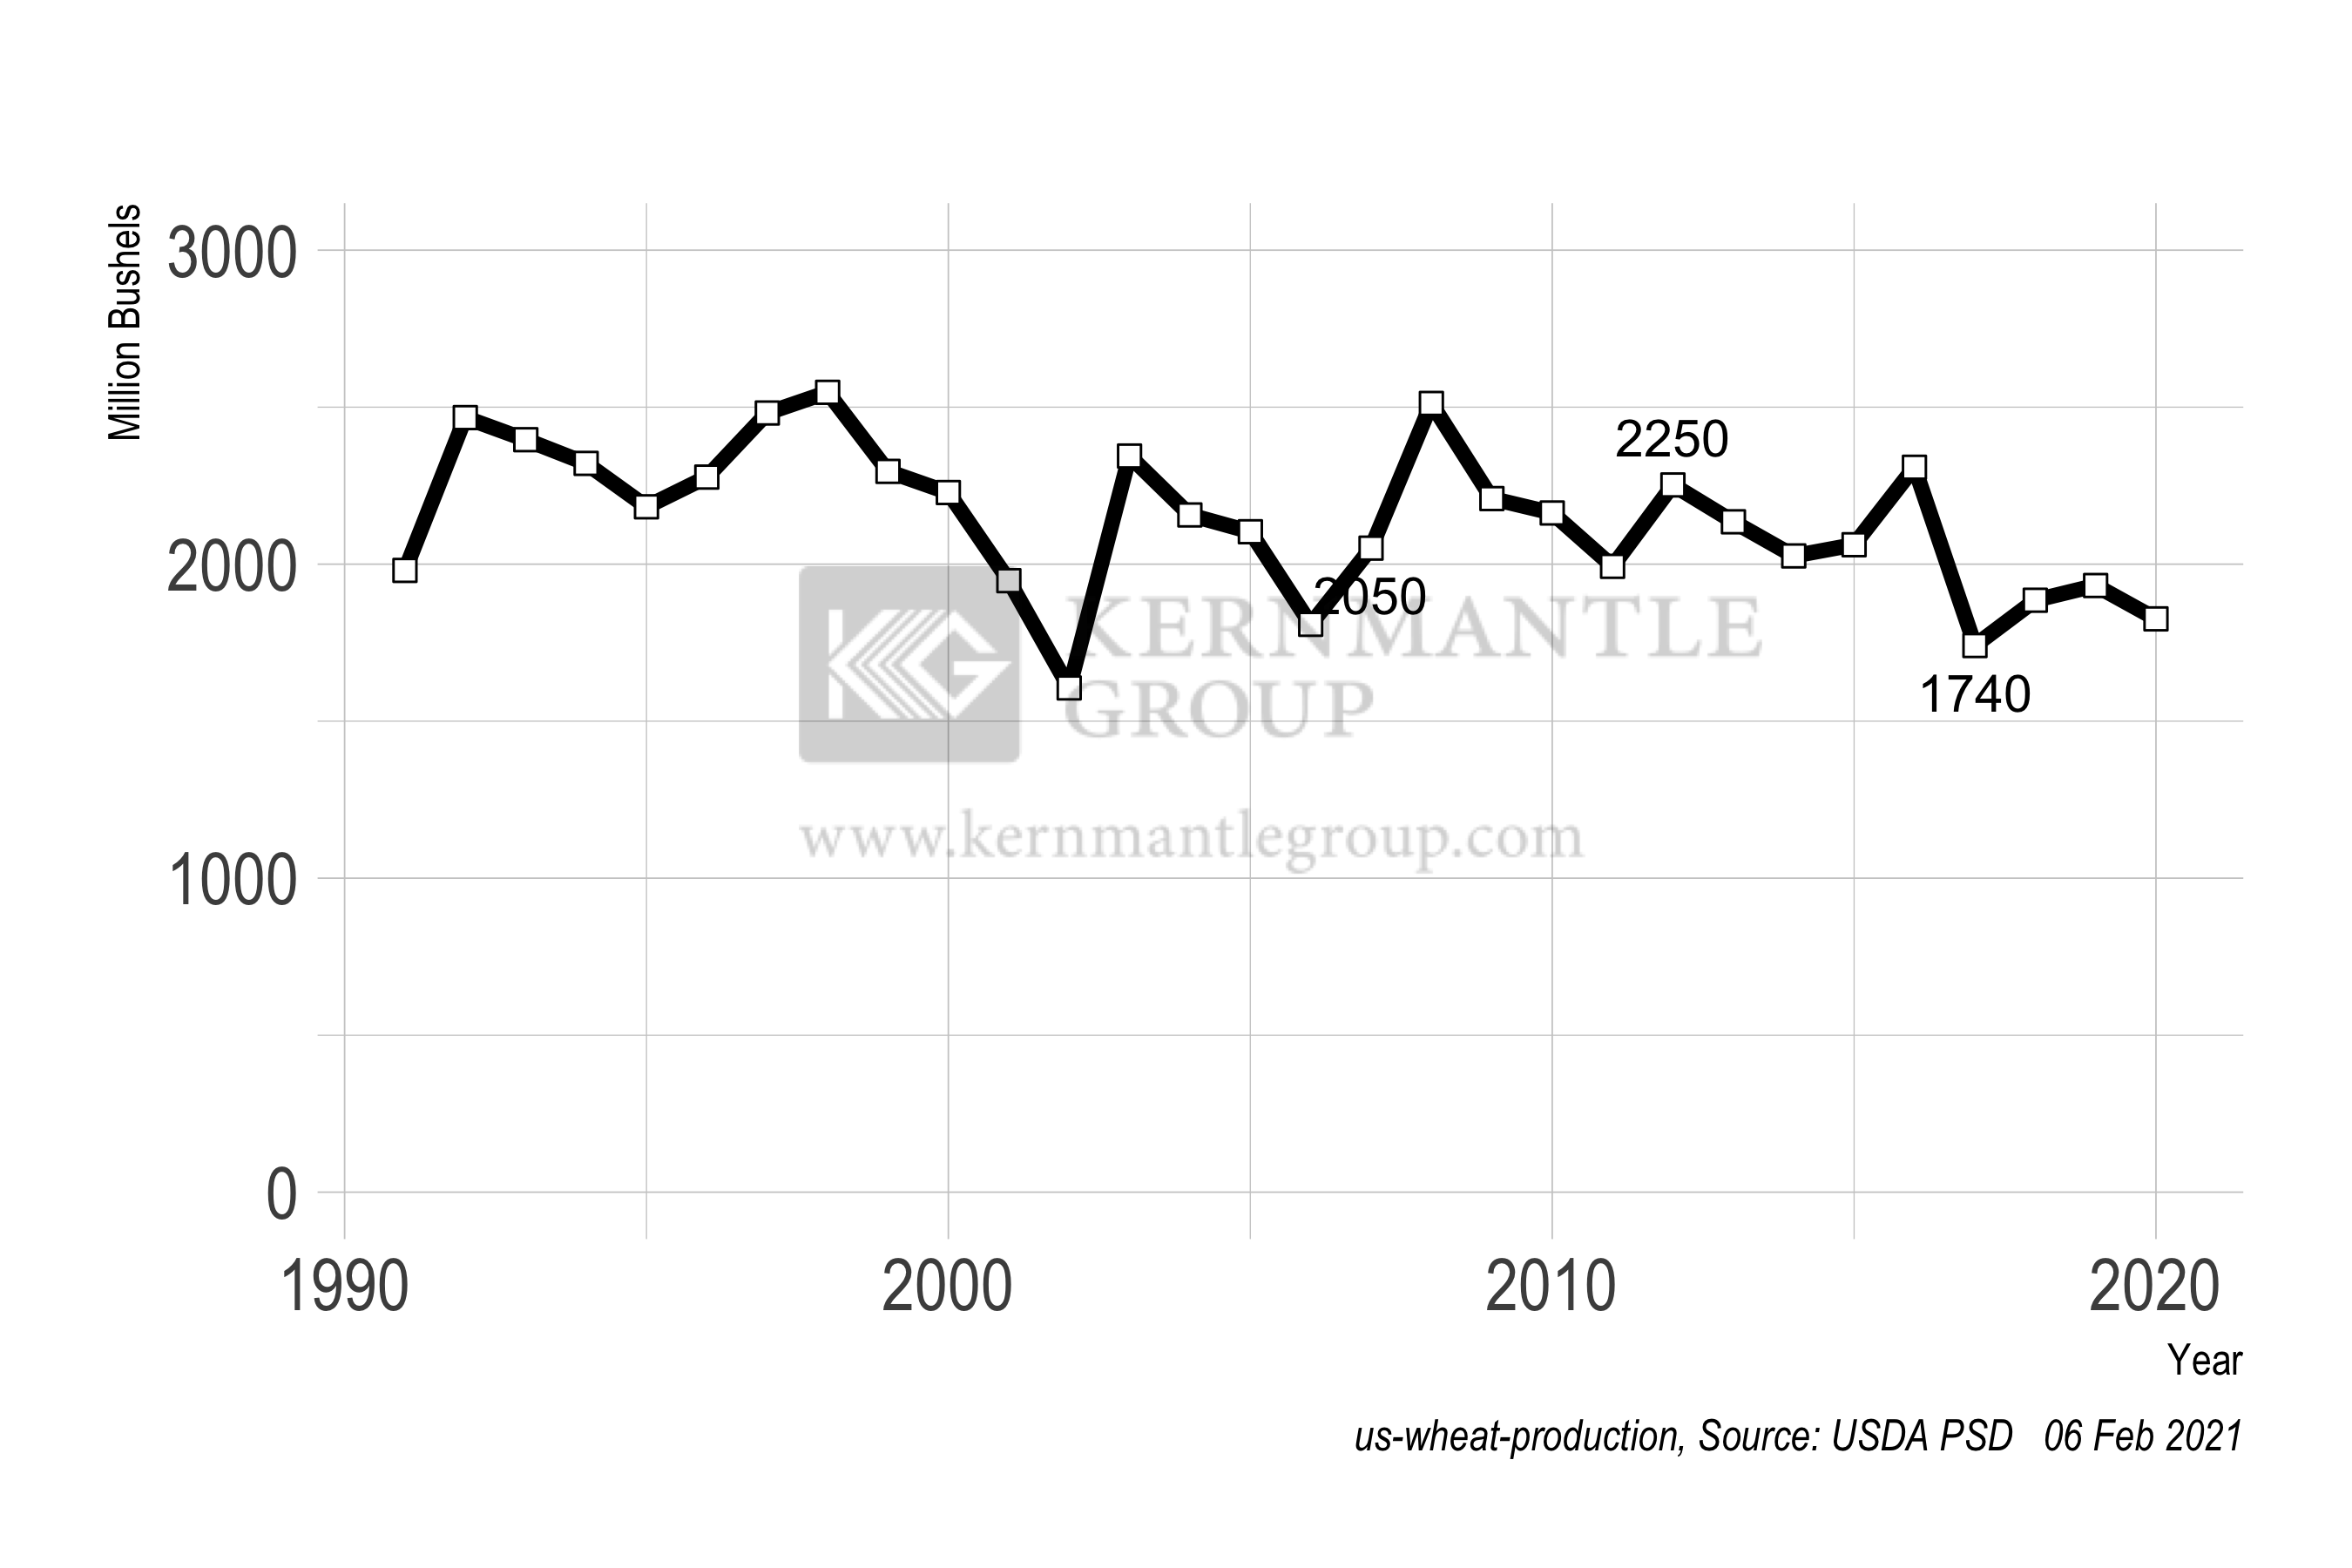 Million Bushels
3000
2000
1000
0
2250
2050
1740
KERNMANTLE
GROUP
www.kernmantlegroup.com
1990 2000 2010 2020
Year
us-wheat-production, Source: USDA PSD 06 Feb 2021